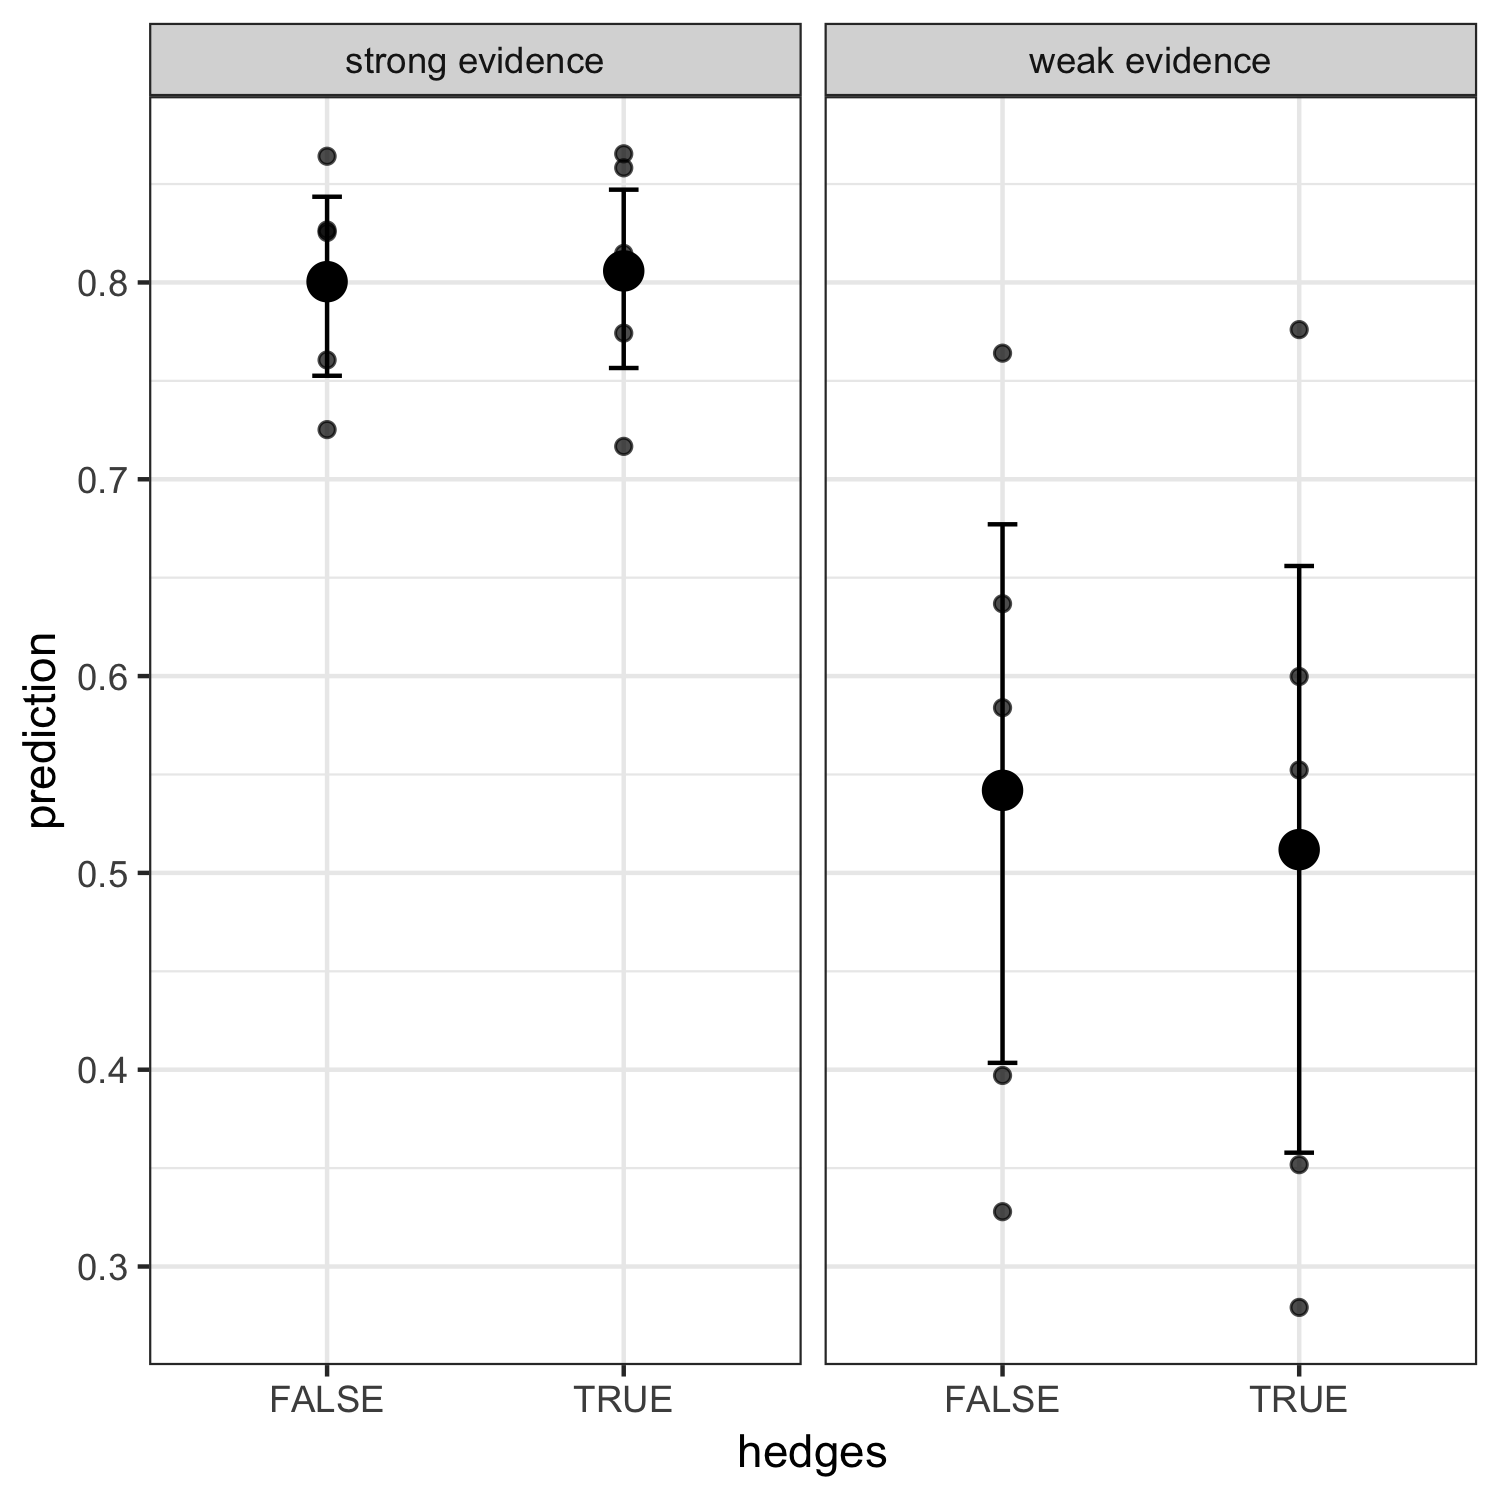 strong evidence
weak evidence
prediction
0.8
0.7
0.6
0.5
0.4
0.3
FALSE
TRUE
FALSE
TRUE
hedges